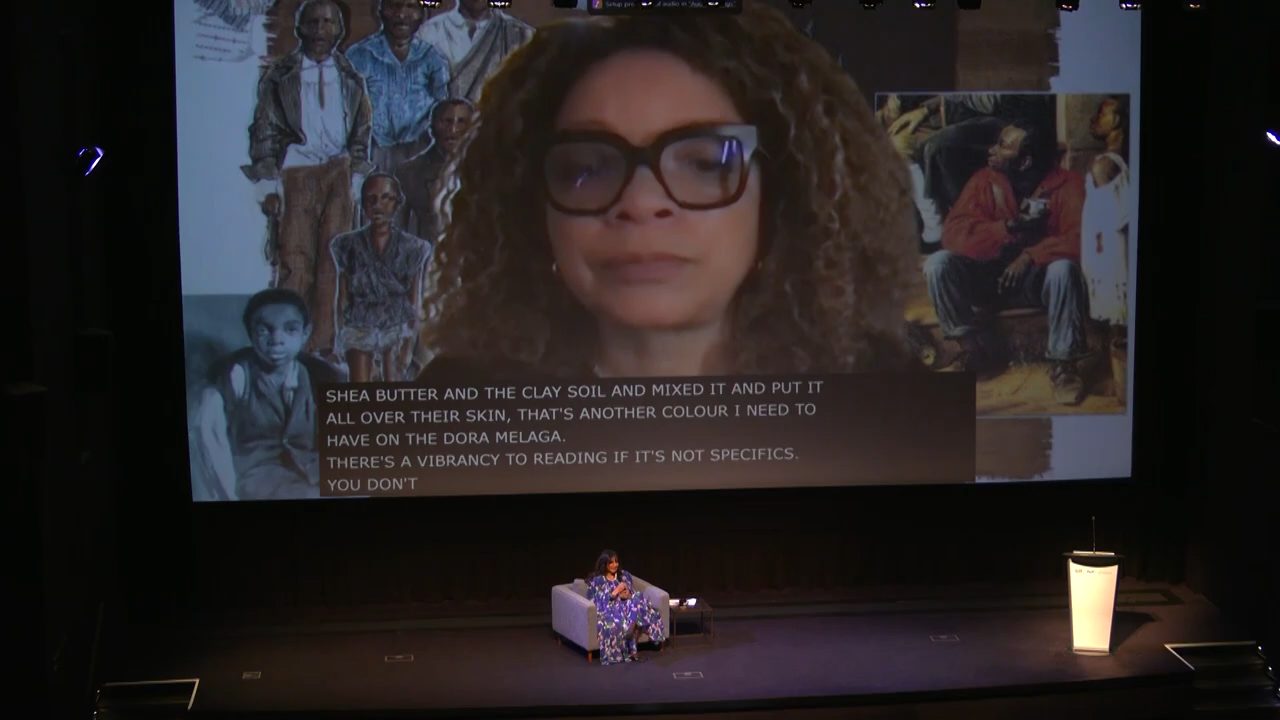 SHEA BUTTER AND THE CLAY SOIL AND MIXED IT AND PUT IT
ALL OVER THEIR SKIN, THAT'S ANOTHER COLOUR I NEED TO
HAVE ON THE DORA MELAGA.
THERE'S A VIBRANCY TO READING IF IT'S NOT SPECIFICS.
YOU DON'T